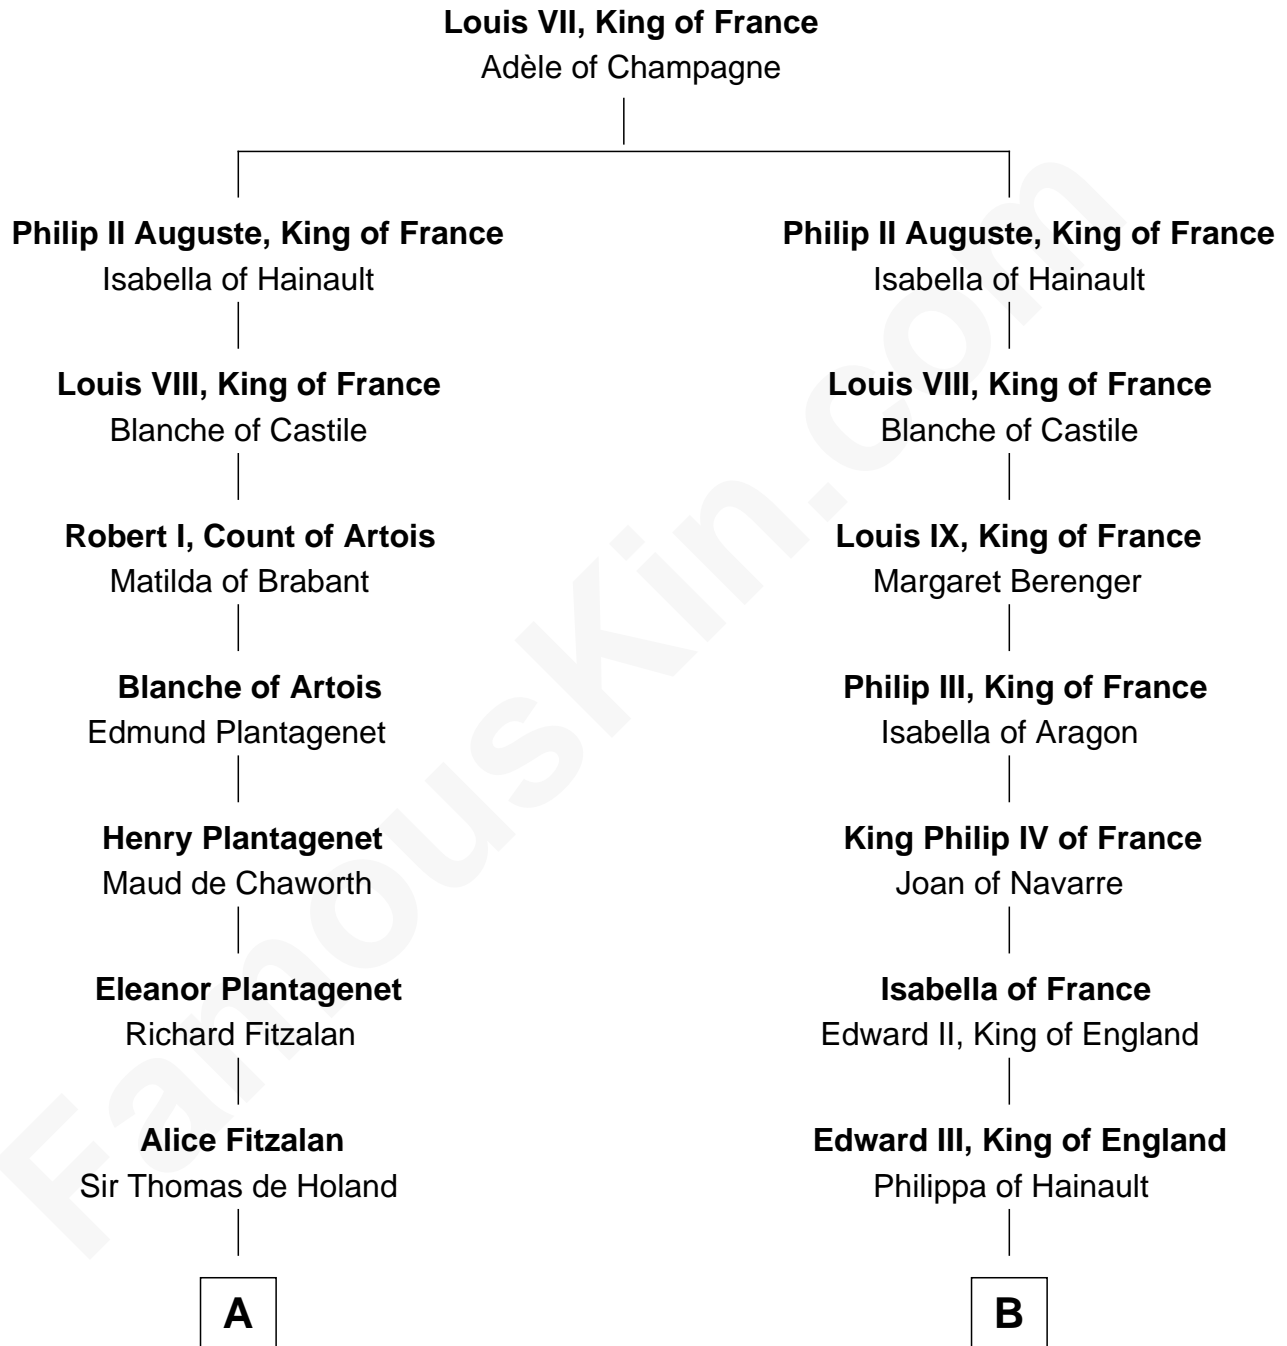 Louis VII, King of France
Adèle of Champagne
Philip II Auguste, King of France
Isabella of Hainault
Louis VIII, King of France
Blanche of Castile
Robert I, Count of Artois
Matilda of Brabant
Blanche of Artois
Edmund Plantagenet
Henry Plantagenet
Maud de Chaworth
Eleanor Plantagenet
Richard Fitzalan
Alice Fitzalan
Sir Thomas de Holand
A
Philip II Auguste, King of France
Isabella of Hainault
Louis VIII, King of France
Blanche of Castile
Louis IX, King of France
Margaret Berenger
Philip III, King of France
Isabella of Aragon
King Philip IV of France
Joan of Navarre
Isabella of France
Edward II, King of England
Edward III, King of England
Philippa of Hainault
B
FamousKin.com